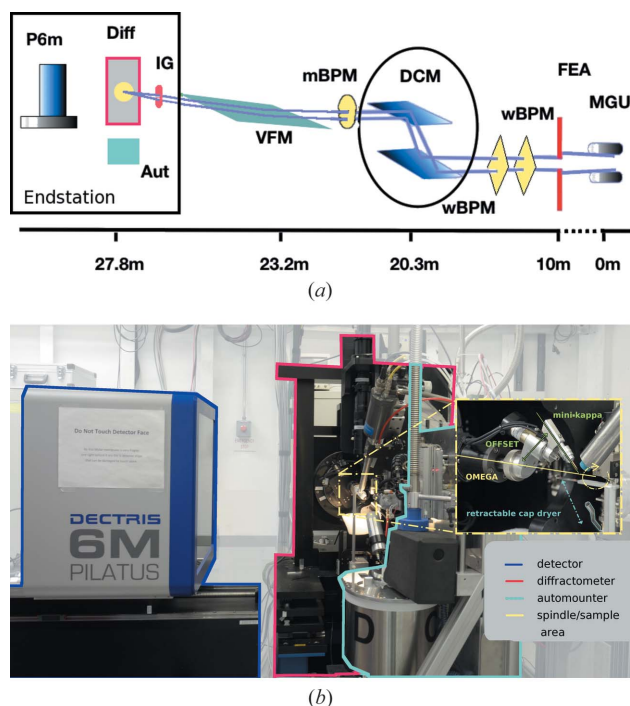 P6m
Diff
IG
Aut
Endstation
VFM
mBPM
DCM
wBPM
wBPM
FEA
MGU
27.8m
23.2m
20.3m
10m
0m
(a)
Do Not Touch Detector Face
DECTRIS
6M
PILATUS
mini-kappa
OFFSET
OMEGA
retractable cap dryer
detector
diffractometer
automounter
spindle/sample
area
D
(b)